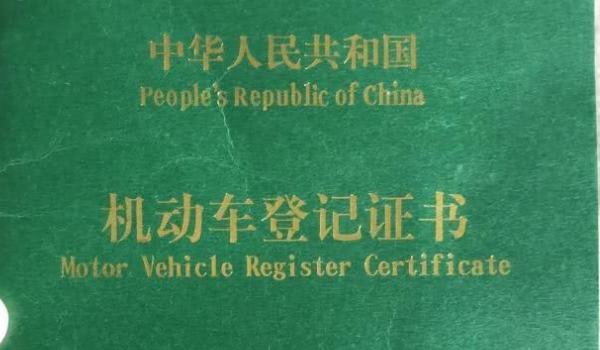 中华人民共和国
People's Republic of China
机动车登记证书
Motor Vehicle Register Certificate